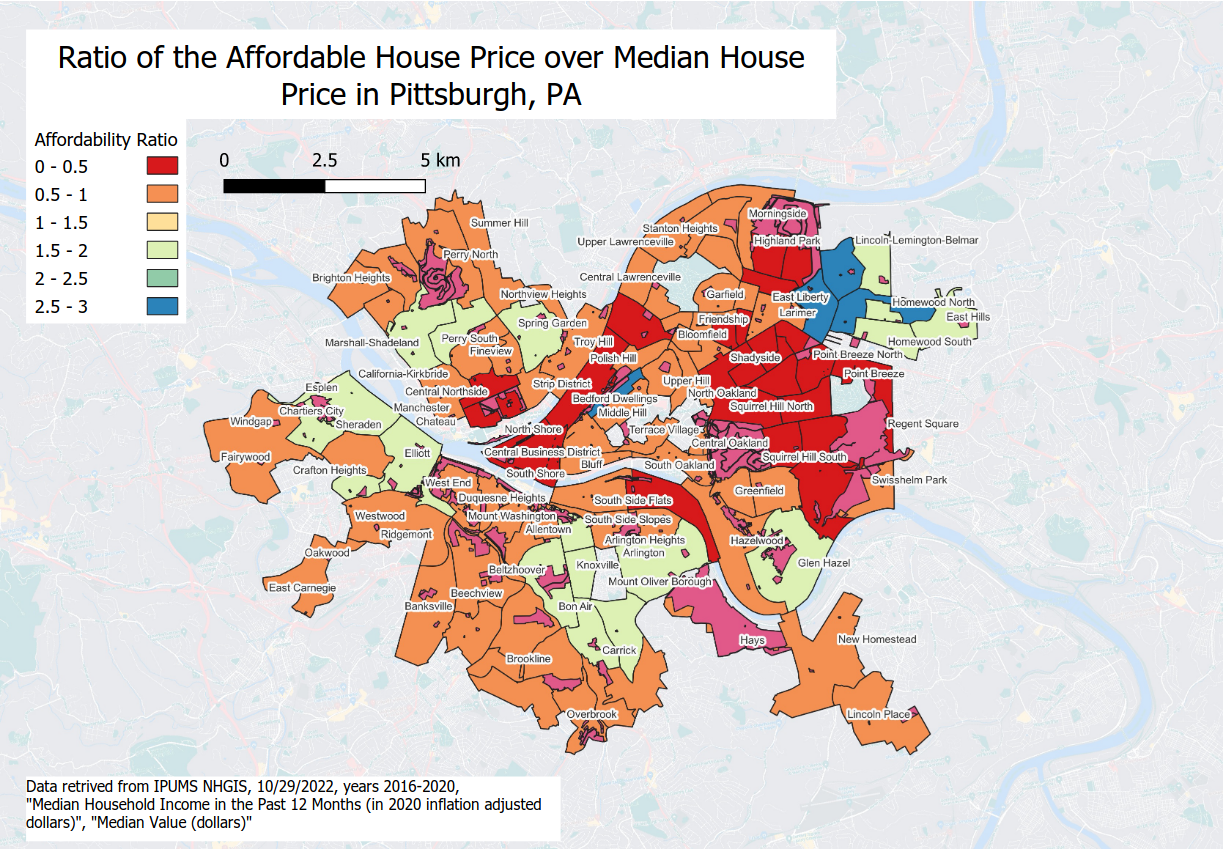 Ratio of the Affordable House Price over Median House
Price in Pittsburgh, PA
Affordability Ratio
0 - 0.5
0.5 - 1
1 - 1.5
1.5 - 2
2 - 2.5
2.5 - 3
0 2.5 5 km
Summer Hill
Perry North
Brighton Heights
Northview Heights
Spring Garden
Marshall-Shadeland
Perry South
Fineview
Troy Hill
Polish Hill
California-Kirkbride
Central Northside
Strip District
Manchester
Chateau
North Shore
Morningside
Stanton Heights
Upper Lawrenceville
Highland Park
Lincoln-Lemington-Belmar
Central Lawrenceville
Garfield
East Liberty
Larimer
Homewood North
East Hills
Friendship
Bloomfield
Homewood South
Shadyside
Point Breeze North
Point Breeze
Upper Hill
North Oakland
Bedford Dwellings
Middle Hill
Squirrel Hill North
Terrace Village
Regent Square
Central Oakland
Squirrel Hill South
Central Business District
Bluff
South Oakland
South Shore
Swisshelm Park
Greenfield
Esplen
Chartiers City
Windgap
Sheraden
Fairywood
Crafton Heights
Elliott
West End
Duquesne Heights
South Side Flats
Westwood
Mount Washington
South Side Slopes
Allentown
Ridgemont
Arlington Heights
Arlington
Hazelwood
Oakwood
Knoxville
Glen Hazel
Beltzhoover
Mount Oliver Borough
East Carnegie
Beechview
Banksville
Bon Air
Hays
New Homestead
Carrick
Brookline
Overbrook
Lincoln Place
Data retrived from IPUMS NHGIS, 10/29/2022, years 2016-2020,
"Median Household Income in the Past 12 Months (in 2020 inflation adjusted
dollars)", "Median Value (dollars)"